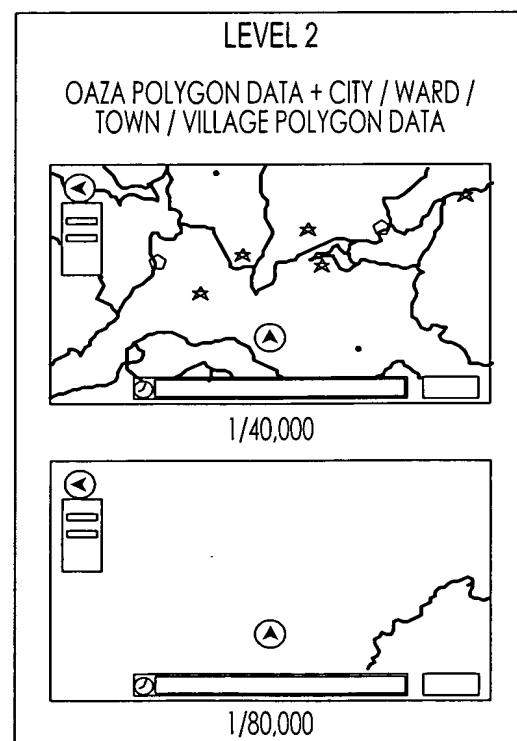 LEVEL 2
OAZA POLYGON DATA + CITY / WARD /
TOWN / VILLAGE POLYGON DATA
1/40,000
1/80,000